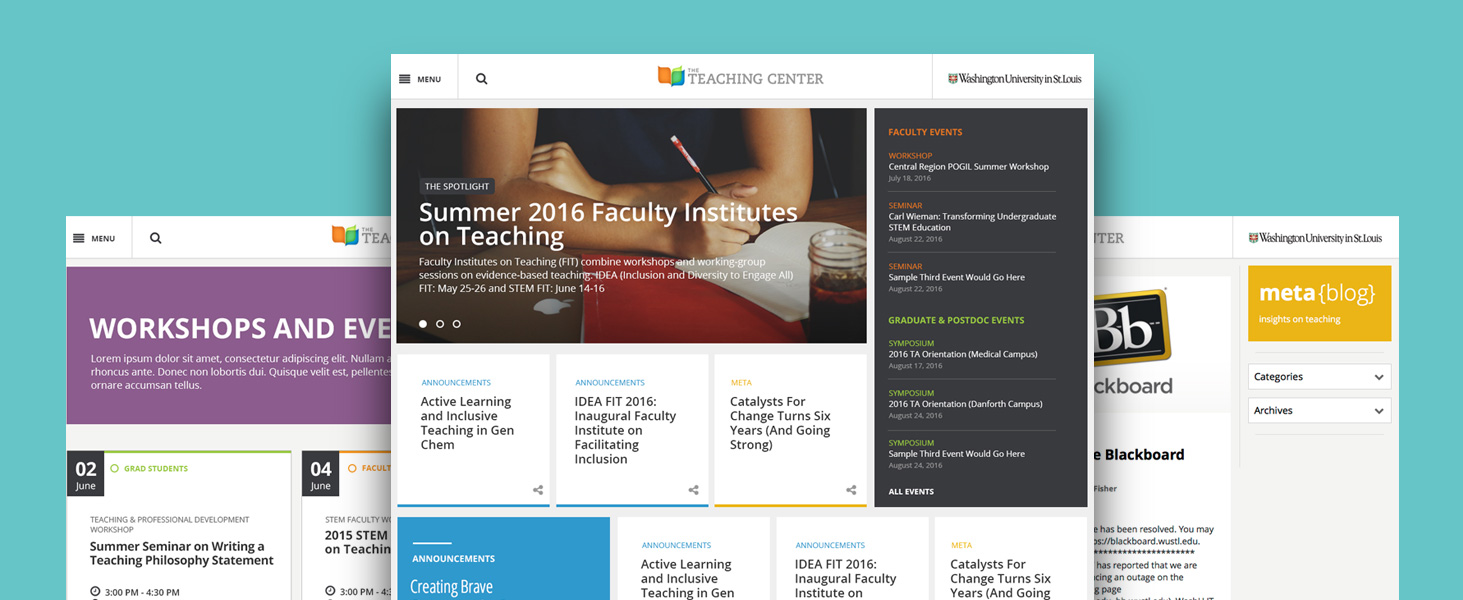 MENU
THE
TEACHING CENTER
Washington University in St. Louis
THE SPOTLIGHT
Summer 2016 Faculty Institutes
on Teaching
Faculty Institutes on Teaching (FIT) combine workshops and working-group
sessions on evidence-based teaching: IDEA (Inclusion and Diversity to Engage All)
FIT: May 25-26 and STEM FIT: June 14-16
FACULTY EVENTS
WORKSHOP
Central Region POGIL Summer Workshop
July 18, 2016
SEMINAR
Carl Wieman: Transforming Undergraduate
STEM Education
August 22, 2016
SEMINAR
Sample Third Event Would Go Here
August 22, 2016
GRADUATE & POSTDOC EVENTS
SYMPOSIUM
2016 TA Orientation (Medical Campus)
August 17, 2016
SYMPOSIUM
2016 TA Orientation (Danforth Campus)
August 24, 2016
SYMPOSIUM
Sample Third Event Would Go Here
August 24, 2016
ALL EVENTS
ANNOUNCEMENTS
Active Learning
and Inclusive
Teaching in Gen
Chem
ANNOUNCEMENTS
IDEA FIT 2016:
Inaugural Faculty
Institute on
Facilitating
Inclusion
META
Catalysts For
Change Turns Six
Years (And Going
Strong)
ANNOUNCEMENTS
Creating Brave
ANNOUNCEMENTS
Active Learning
and Inclusive
Teaching in Gen
ANNOUNCEMENTS
IDEA FIT 2016:
Inaugural Faculty
Institute on
META
Catalysts For
Change Turns Six
Years (And Going
MENU
THE
TEA
WORKSHOPS AND EVE
Lorem ipsum dolor sit amet, consectetur adipiscing elit. Nullam a
rhoncus ante. Donec non lobortis dui. Quisque velit est, pellentes
ornare accumsan tellus.
02
June
GRAD STUDENTS
TEACHING & PROFESSIONAL DEVELOPMENT
WORKSHOP
Summer Seminar on Writing a
Teaching Philosophy Statement
3:00 PM - 4:30 PM
04
June
FACULT
STEM FACULTY WO
2015 STEM
on Teachin
3:00 PM - 4:3
TER
Washington University in St. Louis
Bb
ckboard
e Blackboard
Fisher
e has been resolved. You may
ps://blackboard.wustl.edu.
*********************
has reported that we are
cing an outage on the
g page
meta{blog}
insights on teaching
Categories
Archives